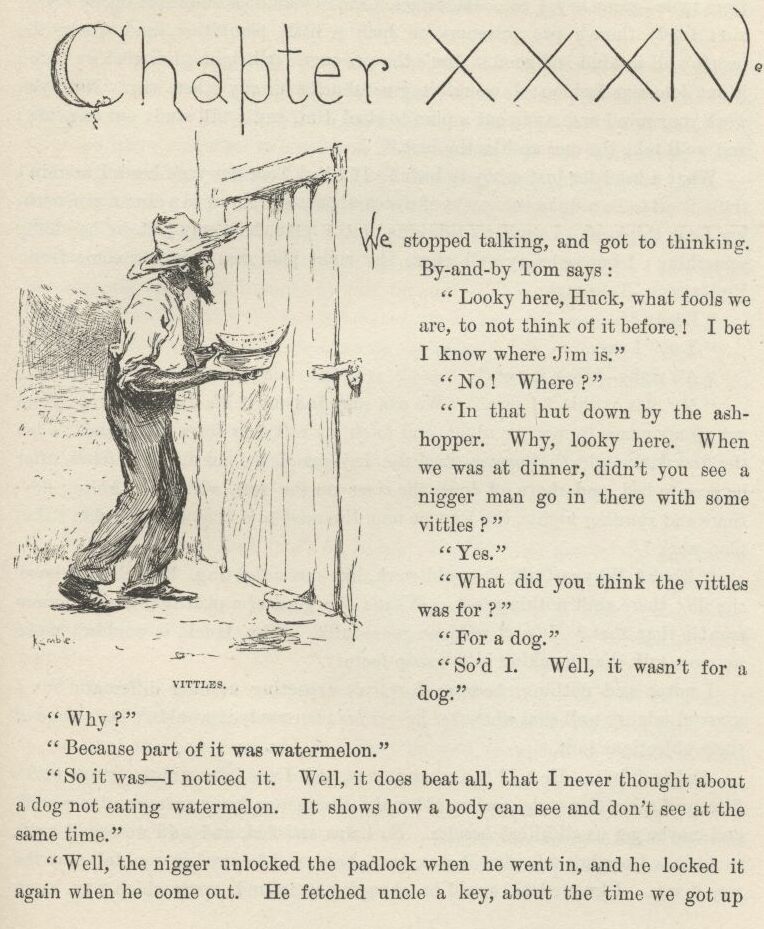 Chapter XXXIV.
We stopped talking, and got to thinking.
By-and-by Tom says:
"Looky here, Huck, what fools we
are, to not think of it before! I bet
I know where Jim is."
"No! Where?"
"In that hut down by the ash-
hopper. Why, looky here. When
we was at dinner, didn't you see a
nigger man go in there with some
vittles?"
"Yes."
"What did you think the vittles
was for?"
"For a dog."
"So'd I. Well, it wasn't for a
dog."
VITTLES.
"Why?"
"Because part of it was watermelon."
"So it was—I noticed it. Well, it does beat all, that I never thought about
a dog not eating watermelon. It shows how a body can see and don't see at the
same time."
"Well, the nigger unlocked the padlock when he went in, and he locked it
again when he come out. He fetched uncle a key, about the time we got up